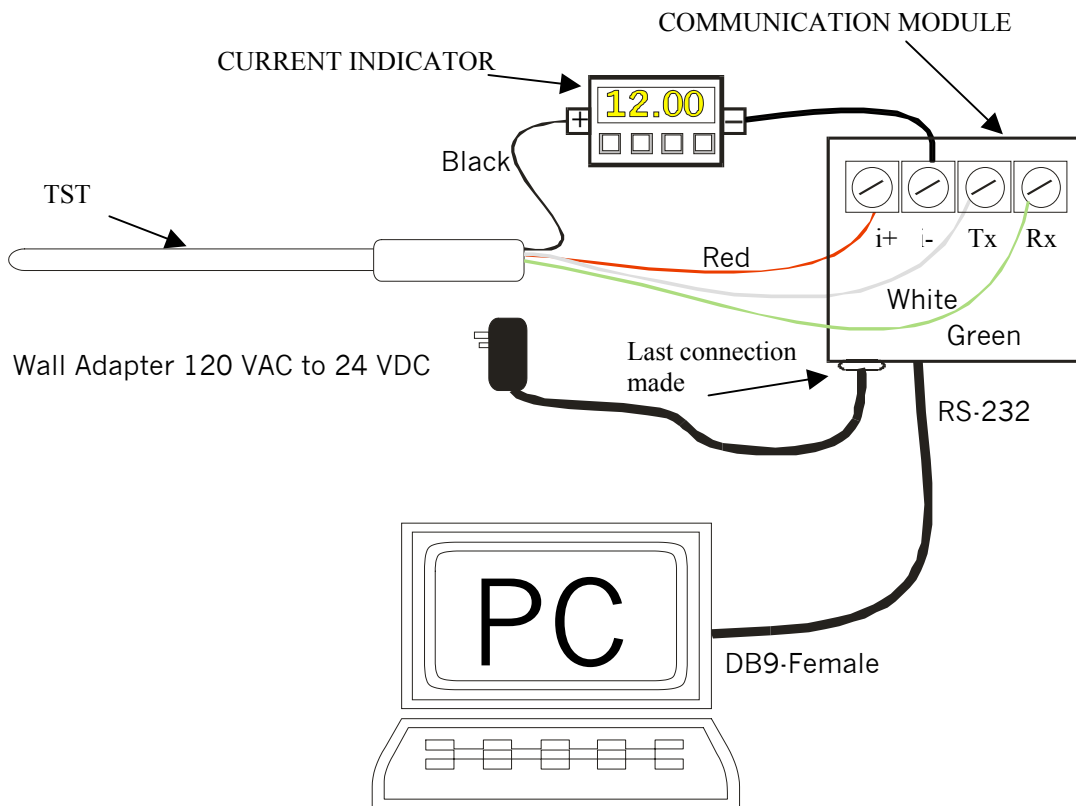 COMMUNICATION MODULE
CURRENT INDICATOR
12.00
+
−
Black
TST
i+
i-
Tx
Rx
Red
White
Green
Wall Adapter 120 VAC to 24 VDC
Last connection
made
RS-232
PC
DB9-Female